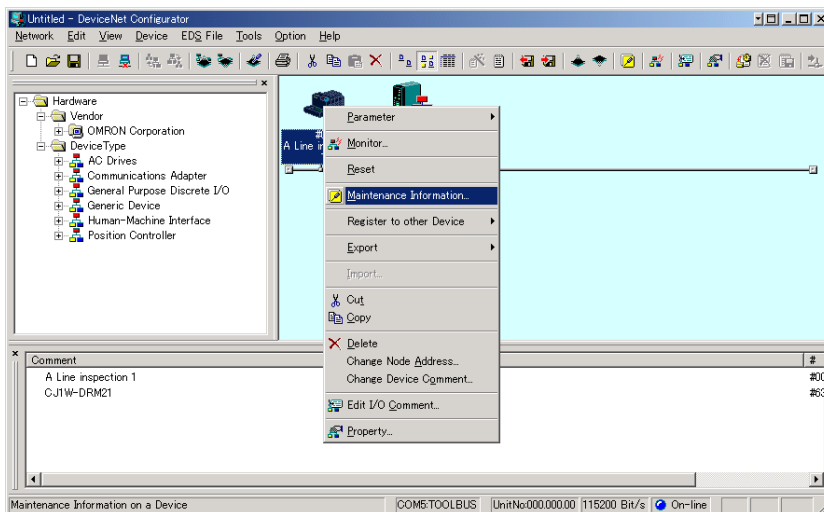 Untitled - DeviceNet Configurator
Network Edit View Device EDS File Tools Option Help
Hardware
Vendor
OMRON Corporation
DeviceType
AC Drives
Communications Adapter
General Purpose Discrete I/O
Generic Device
Human-Machine Interface
Position Controller
#
A Line i
Parameter
Monitor...
Reset
Maintenance Information...
Register to other Device
Export
Import...
Cut
Copy
Delete
Change Node Address...
Change Device Comment...
Edit I/O Comment...
Property...
Comment #
A Line inspection 1 #00
CJ1W-DRM21 #63
Maintenance Information on a Device COM5:TOOLBUS UnitNo:000.000.00 115200 Bit/s On-line